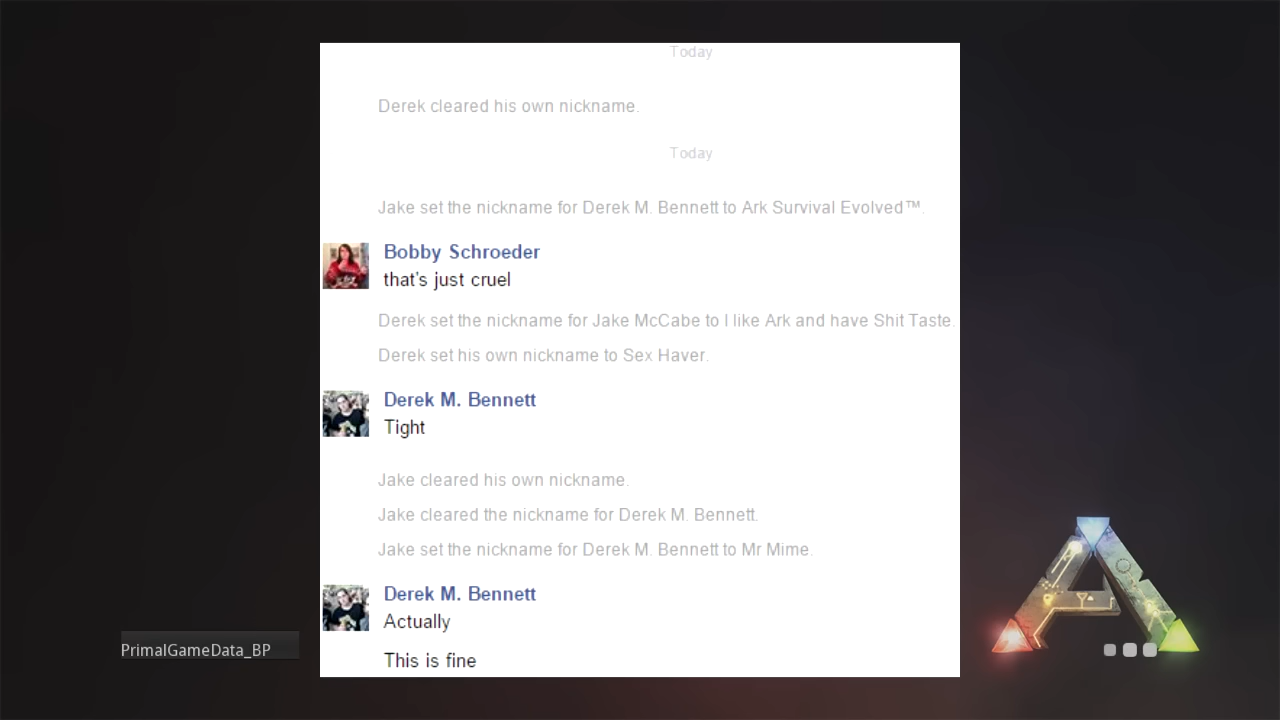 Today
Derek cleared his own nickname.
Today
Jake set the nickname for Derek M. Bennett to Ark Survival Evolved™.
Bobby Schroeder
that's just cruel
Derek set the nickname for Jake McCabe to I like Ark and have Shit Taste.
Derek set his own nickname to Sex Haver.
Derek M. Bennett
Tight
Jake cleared his own nickname.
Jake cleared the nickname for Derek M. Bennett.
Jake set the nickname for Derek M. Bennett to Mr Mime.
Derek M. Bennett
Actually
This is fine
PrimalGameData_BP